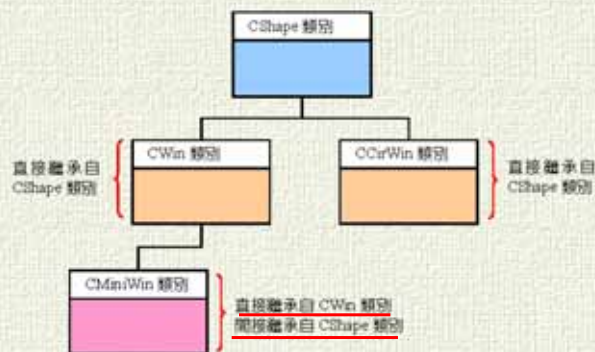 CShape 類別
直接繼承自
CShape 類別
CWin 類別
CCirWin 類別
直接繼承自
CShape 類別
CMiniWin 類別
直接繼承自 CWin 類別
間接繼承自 CShape 類別